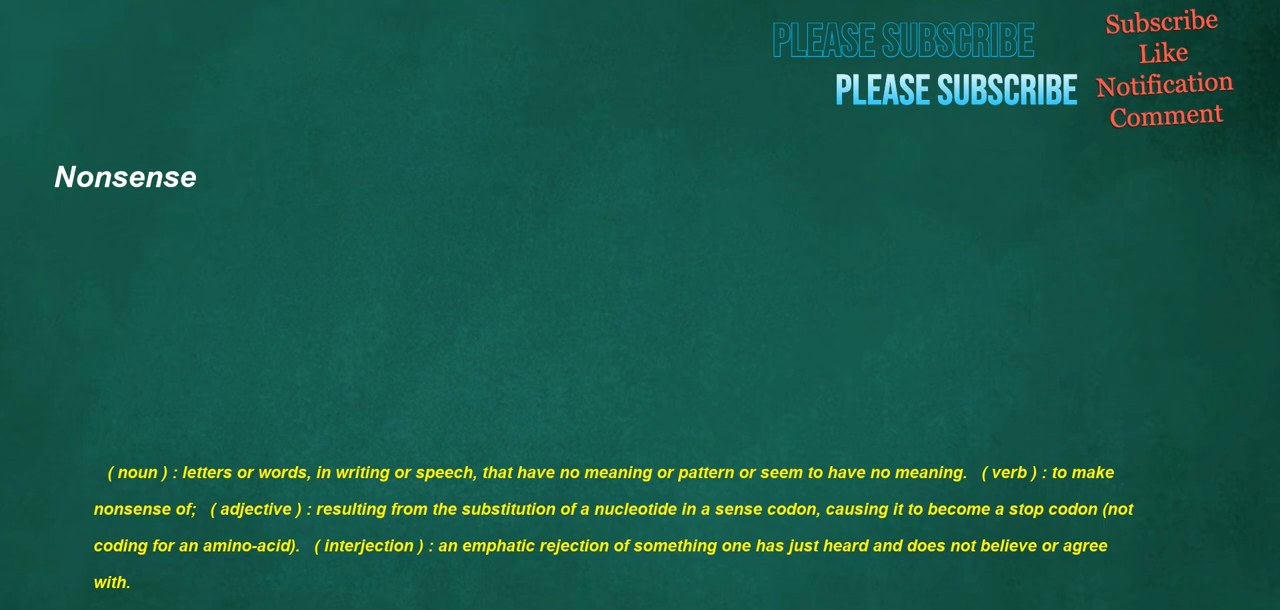 PLEASE SUBSCRIBE
PLEASE SUBSCRIBE
Subscribe
Like
Notification
Comment
Nonsense
( noun ) : letters or words, in writing or speech, that have no meaning or pattern or seem to have no meaning. ( verb ) : to make
nonsense of; ( adjective ) : resulting from the substitution of a nucleotide in a sense codon, causing it to become a stop codon (not
coding for an amino-acid). ( interjection ) : an emphatic rejection of something one has just heard and does not believe or agree
with.